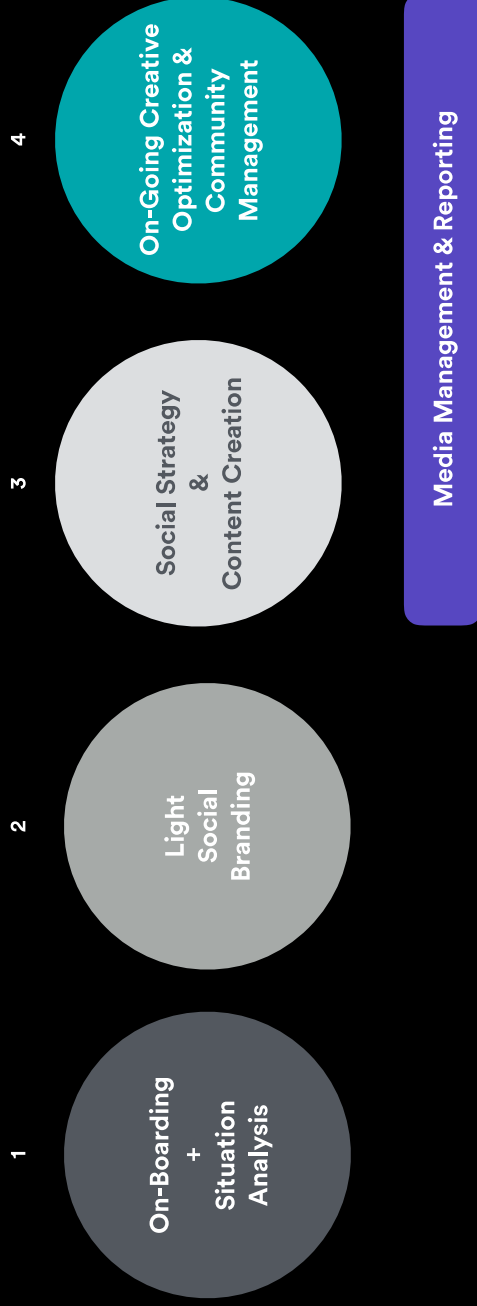 1
On-Boarding
+
Situation
Analysis
2
Light
Social
Branding
3
Social Strategy
&
Content Creation
4
On-Going Creative
Optimization &
Community
Management
Media Management & Reporting